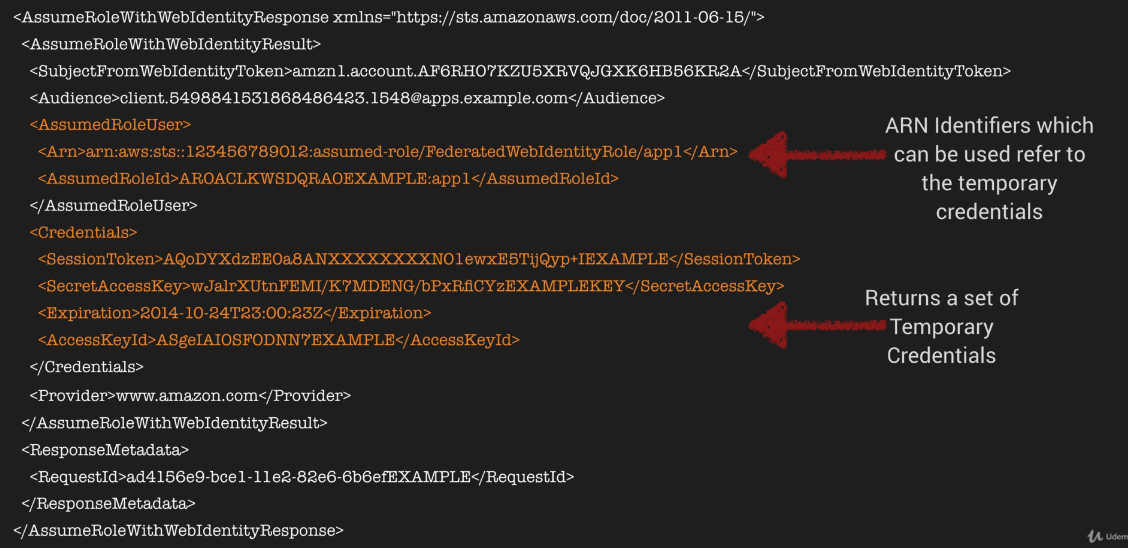 <AssumeRoleWithWebIdentityResponse xmlns="https://sts.amazonaws.com/doc/2011-06-15/">
<AssumeRoleWithWebIdentityResult>
<SubjectFromWebIdentityToken>amzn1.account.AF6RHO7KZU5XRVQJGXK6HB56KR2A</SubjectFromWebIdentityToken>
<Audience>client.5498841531868486423.1548@apps.example.com</Audience>
<AssumedRoleUser>
<Arn>arn:aws:sts::123456789012:assumed-role/FederatedWebIdentityRole/app1</Arn>
<AssumedRoleId>AROACLKWSDQRAOEXAMPLE:app1</AssumedRoleId>
</AssumedRoleUser>
<Credentials>
<SessionToken>AQoDYXdzEE0a8ANXXXXXXXXNO1ewxE5TijQyp+IEXAMPLE</SessionToken>
<SecretAccessKey>wJalrXUtnFEMI/K7MDENG/bPxRfiCYzEXAMPLEKEY</SecretAccessKey>
<Expiration>2014-10-24T23:00:23Z</Expiration>
<AccessKeyId>ASgeIAIOSFODNN7EXAMPLE</AccessKeyId>
</Credentials>
<Provider>www.amazon.com</Provider>
</AssumeRoleWithWebIdentityResult>
<ResponseMetadata>
<RequestId>ad4156e9-bce1-11e2-82e6-6b6efEXAMPLE</RequestId>
</ResponseMetadata>
</AssumeRoleWithWebIdentityResponse>
ARN Identifiers which
can be used refer to
the temporary
credentials
Returns a set of
Temporary
Credentials
Udem